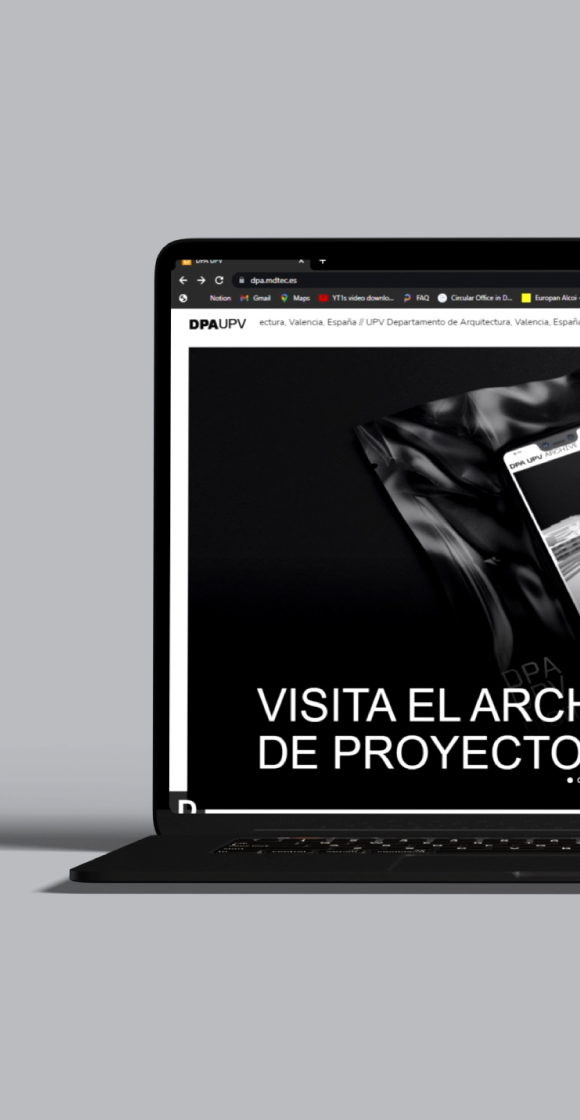 DPA UPV
dpa.mdtec.es
Notion Gmail Maps YT1s video downlo... FAQ Circular Office in D... Europan Alcoi -
DPAUPV ectura, Valencia, España // UPV Departamento de Arquitectura, Valencia, España
DPA UPV ARCHIVE
DPA
VISITA EL ARCH
DE PROYECTO
D